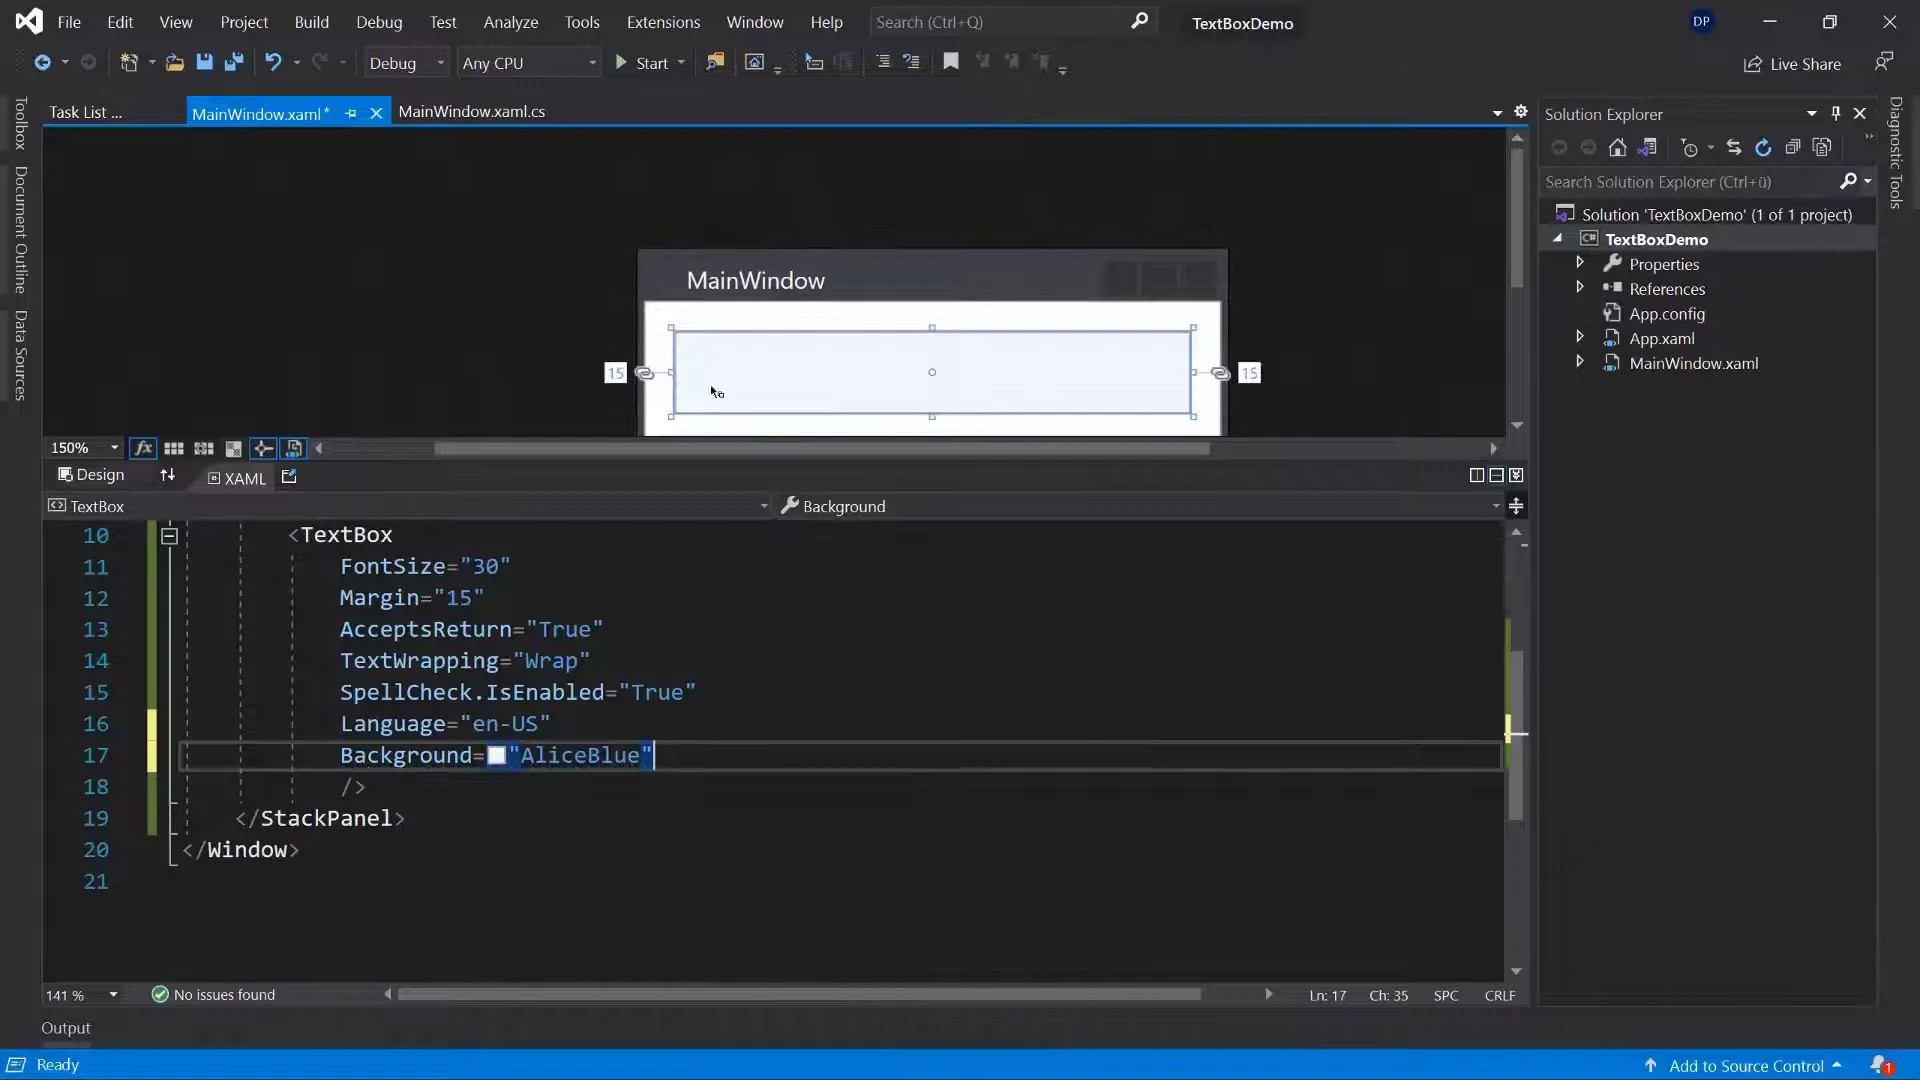 File Edit View Project Build Debug Test Analyze Tools Extensions Window Help Search (Ctrl+Q) TextBoxDemo DP
Debug Any CPU Start Live Share
Toolbox
Document Outline
Data Sources
Task List ... MainWindow.xaml* MainWindow.xaml.cs
MainWindow
15 15
150% fx
Design XAML
TextBox Background
10 <TextBox
11 FontSize="30"
12 Margin="15"
13 AcceptsReturn="True"
14 TextWrapping="Wrap"
15 SpellCheck.IsEnabled="True"
16 Language="en-US"
17 Background="AliceBlue"
18 />
19 </StackPanel>
20 </Window>
21
141 % No issues found Ln: 17 Ch: 35 SPC CRLF
Output
Solution Explorer
Search Solution Explorer (Ctrl+ü)
Solution 'TextBoxDemo' (1 of 1 project)
C# TextBoxDemo
Properties
References
App.config
App.xaml
MainWindow.xaml
Diagnostic Tools
Ready Add to Source Control 1